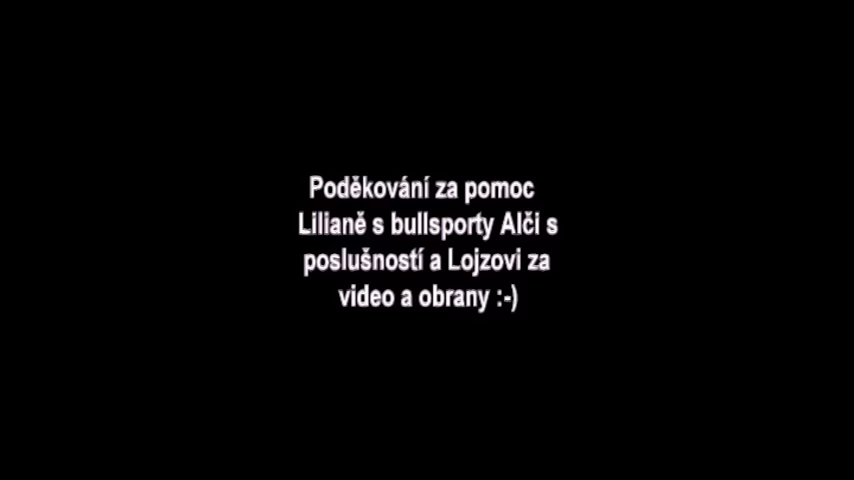 Poděkování za pomoc
Lilianě s bullsporty Alči s
poslušností a Lojzovi za
video a obrany :-)